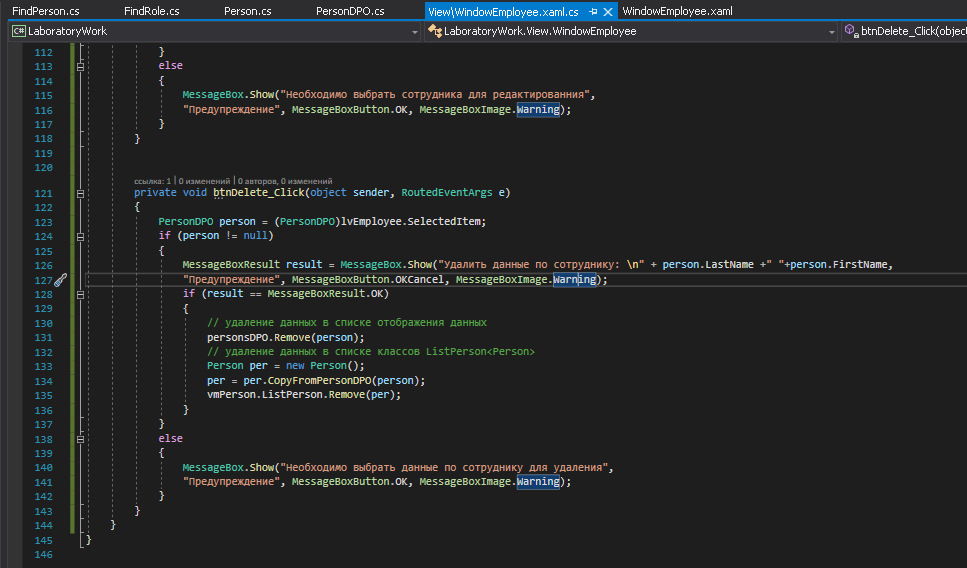 FindPerson.cs FindRole.cs Person.cs PersonDPO.cs View\WindowEmployee.xaml.cs WindowEmployee.xaml
C# LaboratoryWork LaboratoryWork.View.WindowEmployee btnDelete_Click(object
112 }
113 else
114 {
115 MessageBox.Show("Необходимо выбрать сотрудника для редактированния",
116 "Предупреждение", MessageBoxButton.OK, MessageBoxImage.Warning);
117 }
118 }
119
120
ссылка: 1 | 0 изменений | 0 авторов, 0 изменений
121 private void btnDelete_Click(object sender, RoutedEventArgs e)
122 {
123 PersonDPO person = (PersonDPO)lvEmployee.SelectedItem;
124 if (person != null)
125 {
126 MessageBoxResult result = MessageBox.Show("Удалить данные по сотруднику: \n" + person.LastName +" "+person.FirstName,
127 "Предупреждение", MessageBoxButton.OKCancel, MessageBoxImage.Warning);
128 if (result == MessageBoxResult.OK)
129 {
130 // удаление данных в списке отображения данных
131 personsDPO.Remove(person);
132 // удаление данных в списке классов ListPerson<Person>
133 Person per = new Person();
134 per = per.CopyFromPersonDPO(person);
135 vmPerson.ListPerson.Remove(per);
136 }
137 }
138 else
139 {
140 MessageBox.Show("Необходимо выбрать данные по сотруднику для удаления",
141 "Предупреждение", MessageBoxButton.OK, MessageBoxImage.Warning);
142 }
143 }
144 }
145 }
146